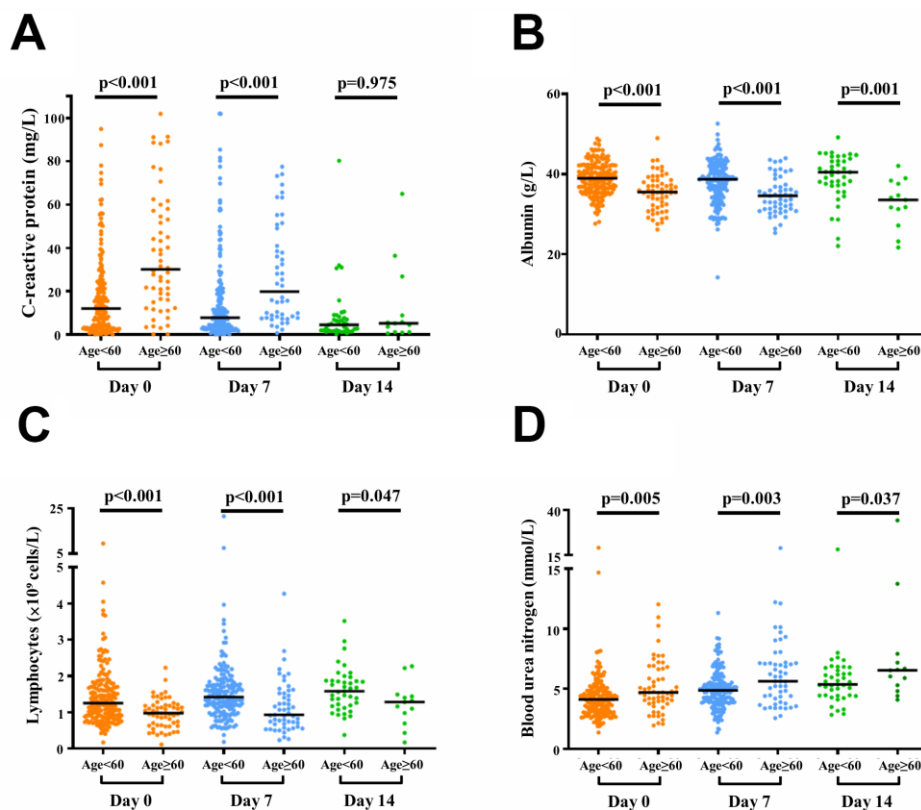 A
p<0.001 p<0.001 p=0.975
C-reactive protein (mg/L)
100
80
60
40
20
0
Age<60 Age≥60 Age<60 Age≥60 Age<60 Age≥60
Day 0 Day 7 Day 14
B
p<0.001 p<0.001 p=0.001
Albumin (g/L)
60
40
20
0
Age<60 Age≥60 Age<60 Age≥60 Age<60 Age≥60
Day 0 Day 7 Day 14
C
p<0.001 p<0.001 p=0.047
Lymphocytes (×10⁹ cells/L)
25
5
5
4
3
2
1
0
Age<60 Age≥60 Age<60 Age≥60 Age<60 Age≥60
Day 0 Day 7 Day 14
D
p=0.005 p=0.003 p=0.037
Blood urea nitrogen (mmol/L)
40
15
15
10
5
0
Age<60 Age≥60 Age<60 Age≥60 Age<60 Age≥60
Day 0 Day 7 Day 14